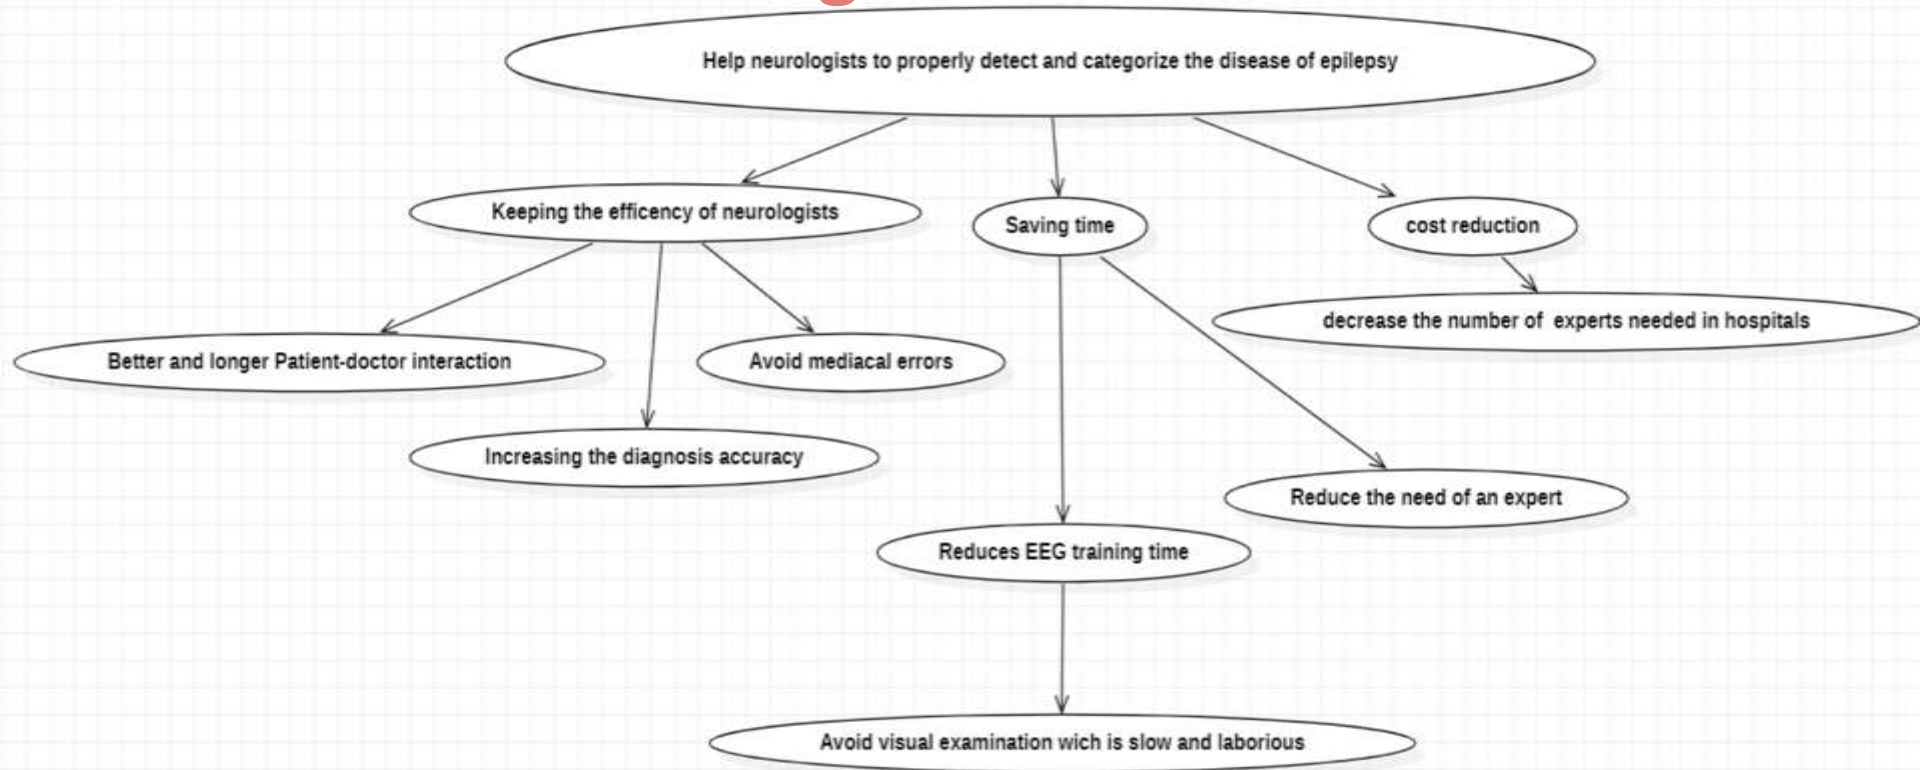 Help neurologists to properly detect and categorize the disease of epilepsy
Keeping the efficency of neurologists
Saving time
cost reduction
decrease the number of  experts needed in hospitals
Better and longer Patient-doctor interaction
Avoid mediacal errors
Increasing the diagnosis accuracy
Reduce the need of an expert
Reduces EEG training time
Avoid visual examination wich is slow and laborious